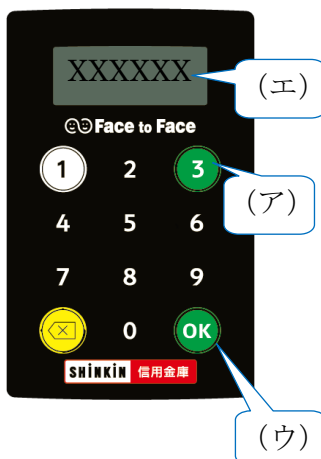 XXXXXX
(エ)
Face to Face
1 2 3
(ア)
4 5 6
7 8 9
0 OK
SHiNKiN 信用金庫
(ウ)